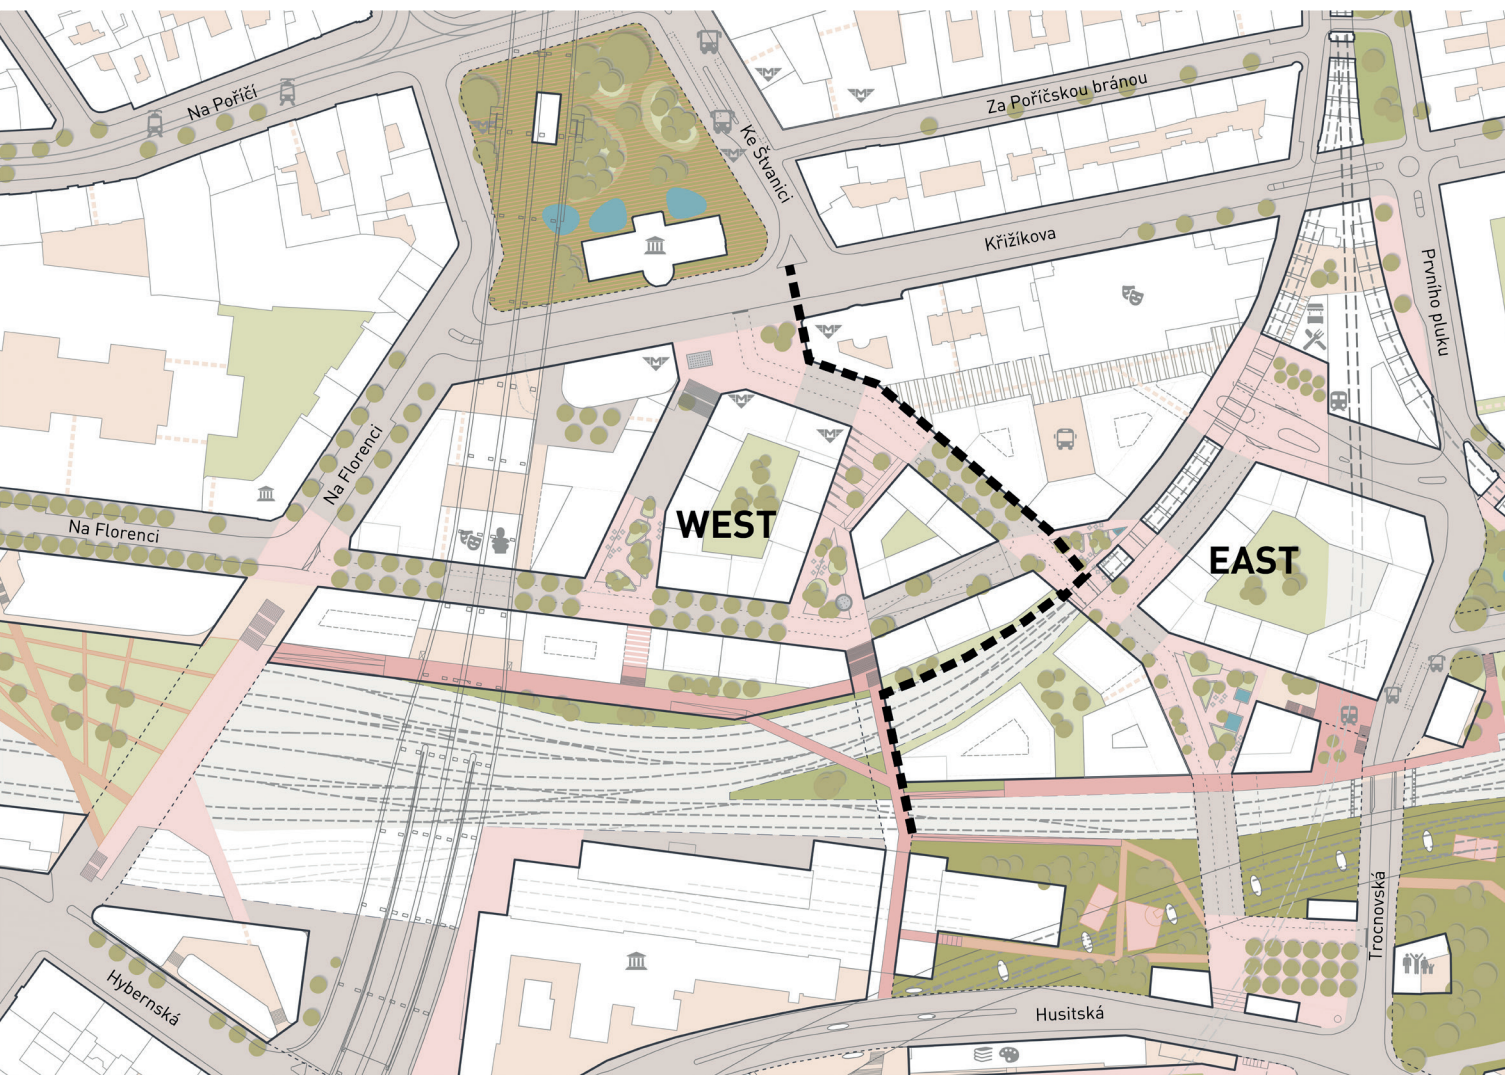 Na Poříčí
Za Poříčskou bránou
Ke Štvanici
Křižíkova
Prvního pluku
Na Florenci
Na Florenci
WEST
EAST
Trocnovská
Hybernská
Husitská